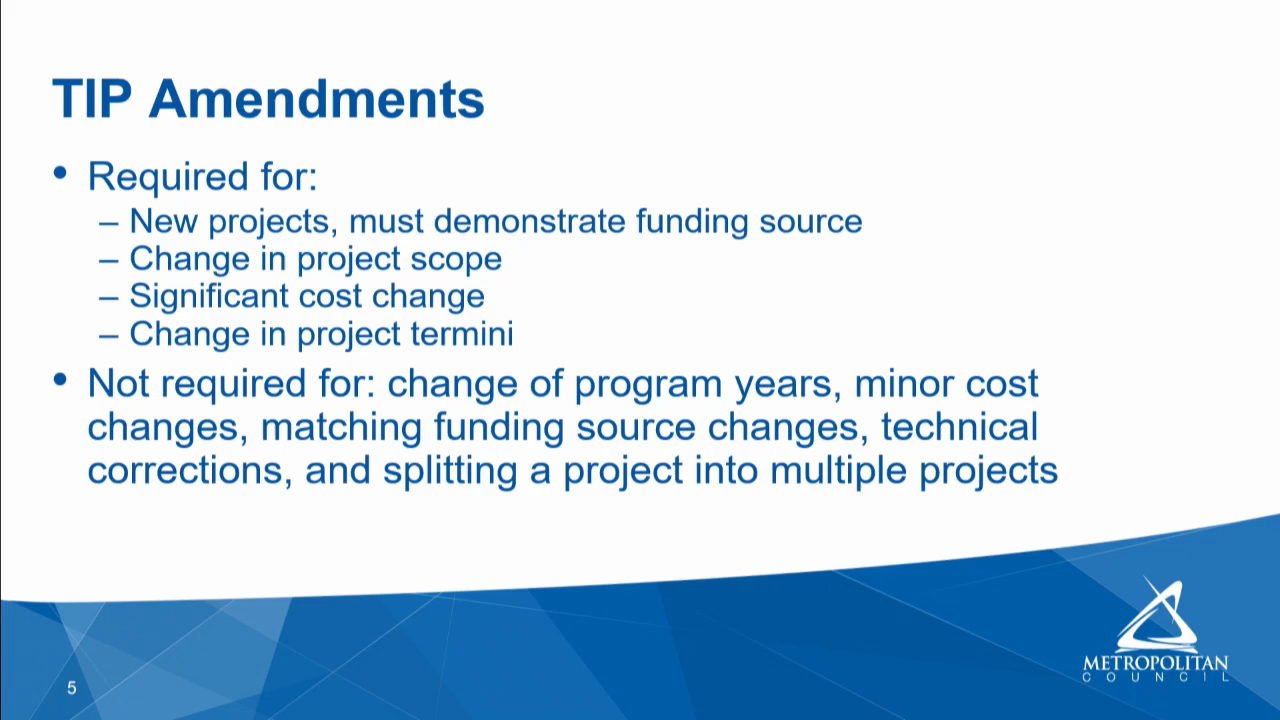 TIP Amendments
• Required for:
– New projects, must demonstrate funding source
– Change in project scope
– Significant cost change
– Change in project termini
• Not required for: change of program years, minor cost
changes, matching funding source changes, technical
corrections, and splitting a project into multiple projects
5
METROPOLITAN
COUNCIL